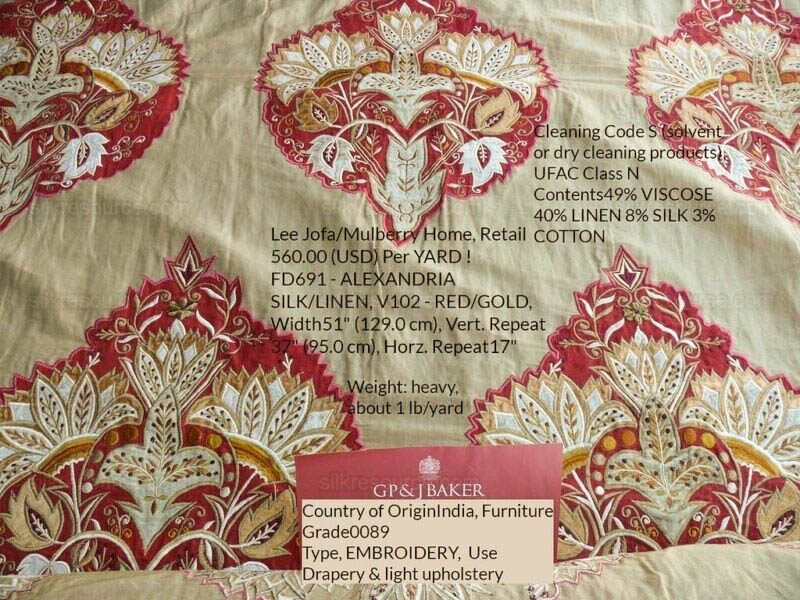 Cleaning Code S (solvent
or dry cleaning products),
UFAC Class N
Contents49% VISCOSE
40% LINEN 8% SILK 3%
COTTON
Lee Jofa/Mulberry Home, Retail
560.00 (USD) Per YARD !
FD691 - ALEXANDRIA
SILK/LINEN, V102 - RED/GOLD,
Width51" (129.0 cm), Vert. Repeat
37" (95.0 cm), Horz. Repeat17"
Weight: heavy,
about 1 lb/yard
silkresource.com
GP & J BAKER
Country of OriginIndia, Furniture
Grade0089
Type, EMBROIDERY, Use
Drapery & light upholstery